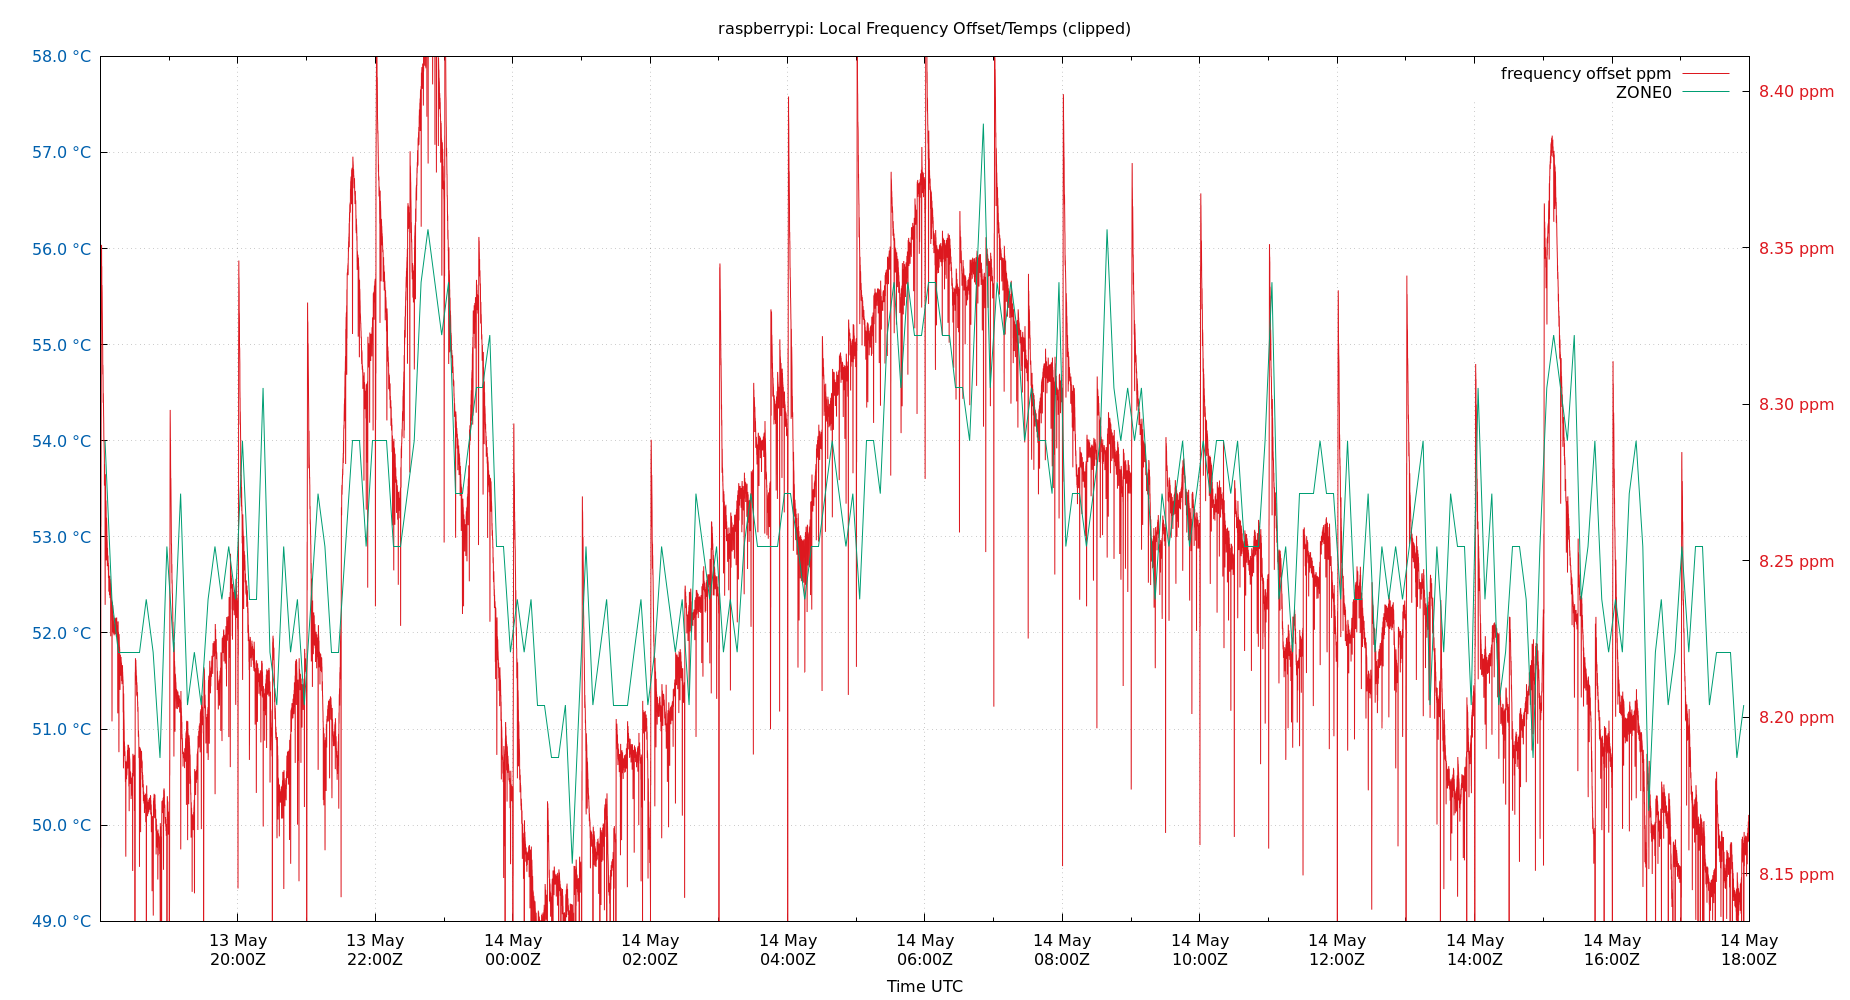 raspberrypi: Local Frequency Offset/Temps (clipped)
58.0 °C
57.0 °C
56.0 °C
55.0 °C
54.0 °C
53.0 °C
52.0 °C
51.0 °C
50.0 °C
49.0 °C
frequency offset ppm
ZONE0
8.40 ppm
8.35 ppm
8.30 ppm
8.25 ppm
8.20 ppm
8.15 ppm
13 May
20:00Z
13 May
22:00Z
14 May
00:00Z
14 May
02:00Z
14 May
04:00Z
14 May
06:00Z
14 May
08:00Z
14 May
10:00Z
14 May
12:00Z
14 May
14:00Z
14 May
16:00Z
14 May
18:00Z
Time UTC